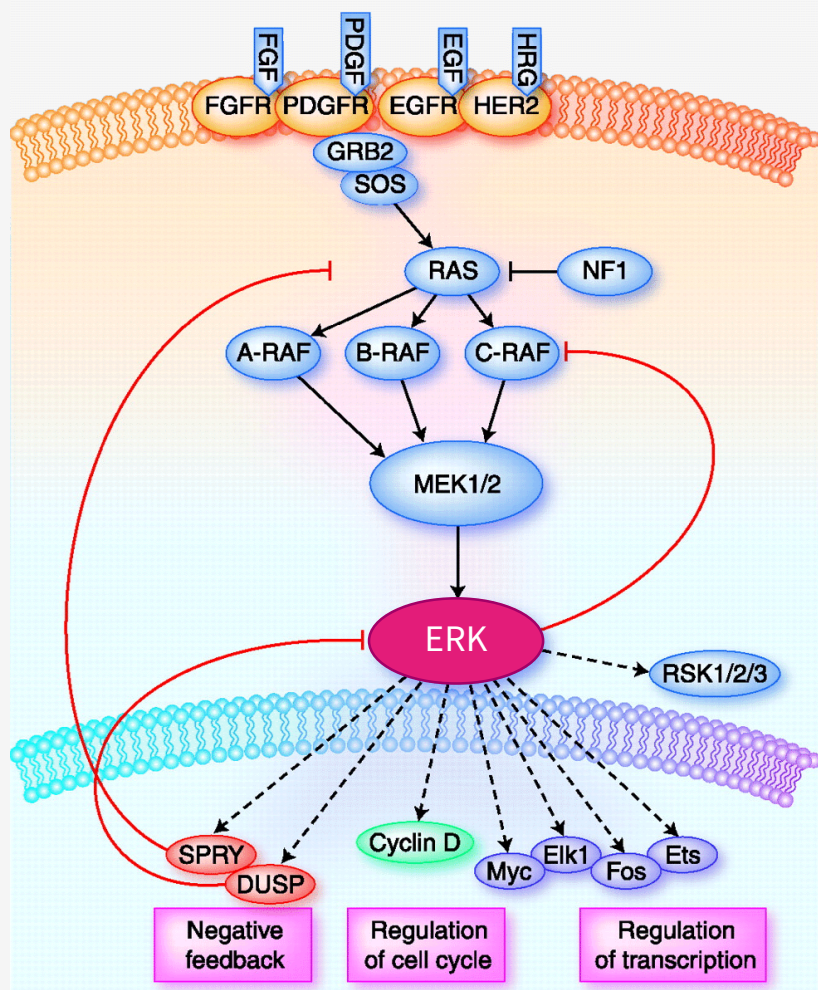 FGF
PDGF
EGF
HRG
FGFR
PDGFR
EGFR
HER2
GRB2
SOS
RAS
NF1
A-RAF
B-RAF
C-RAF
MEK1/2
ERK
RSK1/2/3
SPRY
DUSP
Cyclin D
Myc
Elk1
Fos
Ets
Negative
feedback
Regulation
of cell cycle
Regulation
of transcription